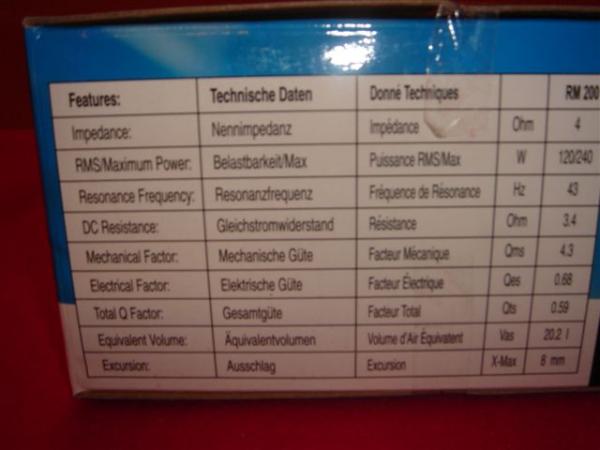 Features: Technische Daten Donné Techniques RM 200
Impedance: Nennimpedanz Impédance Ohm 4
RMS/Maximum Power: Belastbarkeit/Max Puissance RMS/Max W 120/240
Resonance Frequency: Resonanzfrequenz Fréquence de Résonance Hz 43
DC Resistance: Gleichstromwiderstand Résistance Ohm 3.4
Mechanical Factor: Mechanische Güte Facteur Mécanique Qms 4.3
Electrical Factor: Elektrische Güte Facteur Électrique Qes 0.68
Total Q Factor: Gesamtgüte Facteur Total Qts 0.59
Equivalent Volume: Äquivalentvolumen Volume d'Air Équivatent Vas 20.2 l
Excursion: Ausschlag Excursion X-Max 8 mm